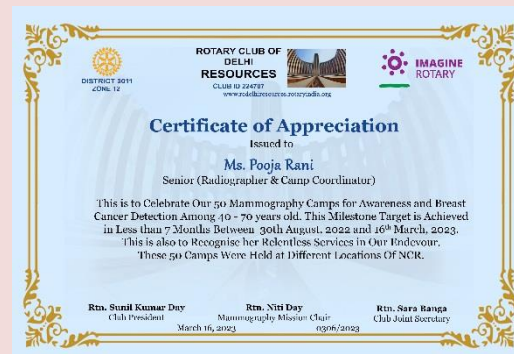 ROTARY CLUB OF
DELHI
RESOURCES
CLUB ID 224787
www.rcdelhiresources.rotaryindia.org
DISTRICT 3011
ZONE 12
IMAGINE
ROTARY
Certificate of Appreciation
Issued to
Ms. Pooja Rani
Senior (Radiographer & Camp Coordinator)
This is to Celebrate Our 50 Mammography Camps for Awareness and Breast
Cancer Detection Among 40 - 70 years old. This Milestone Target is Achieved
in Less than 7 Months Between 30th August, 2022 and 16th March, 2023.
This is also to Recognise her Relentless Services in Our Endevour.
These 50 Camps Were Held at Different Locations Of NCR.
Rtn. Sunil Kumar Day
Club President
Rtn. Niti Day
Mammography Mission Chair
Rtn. Sara Banga
Club Joint Secretary
March 16, 2023
0306/2023